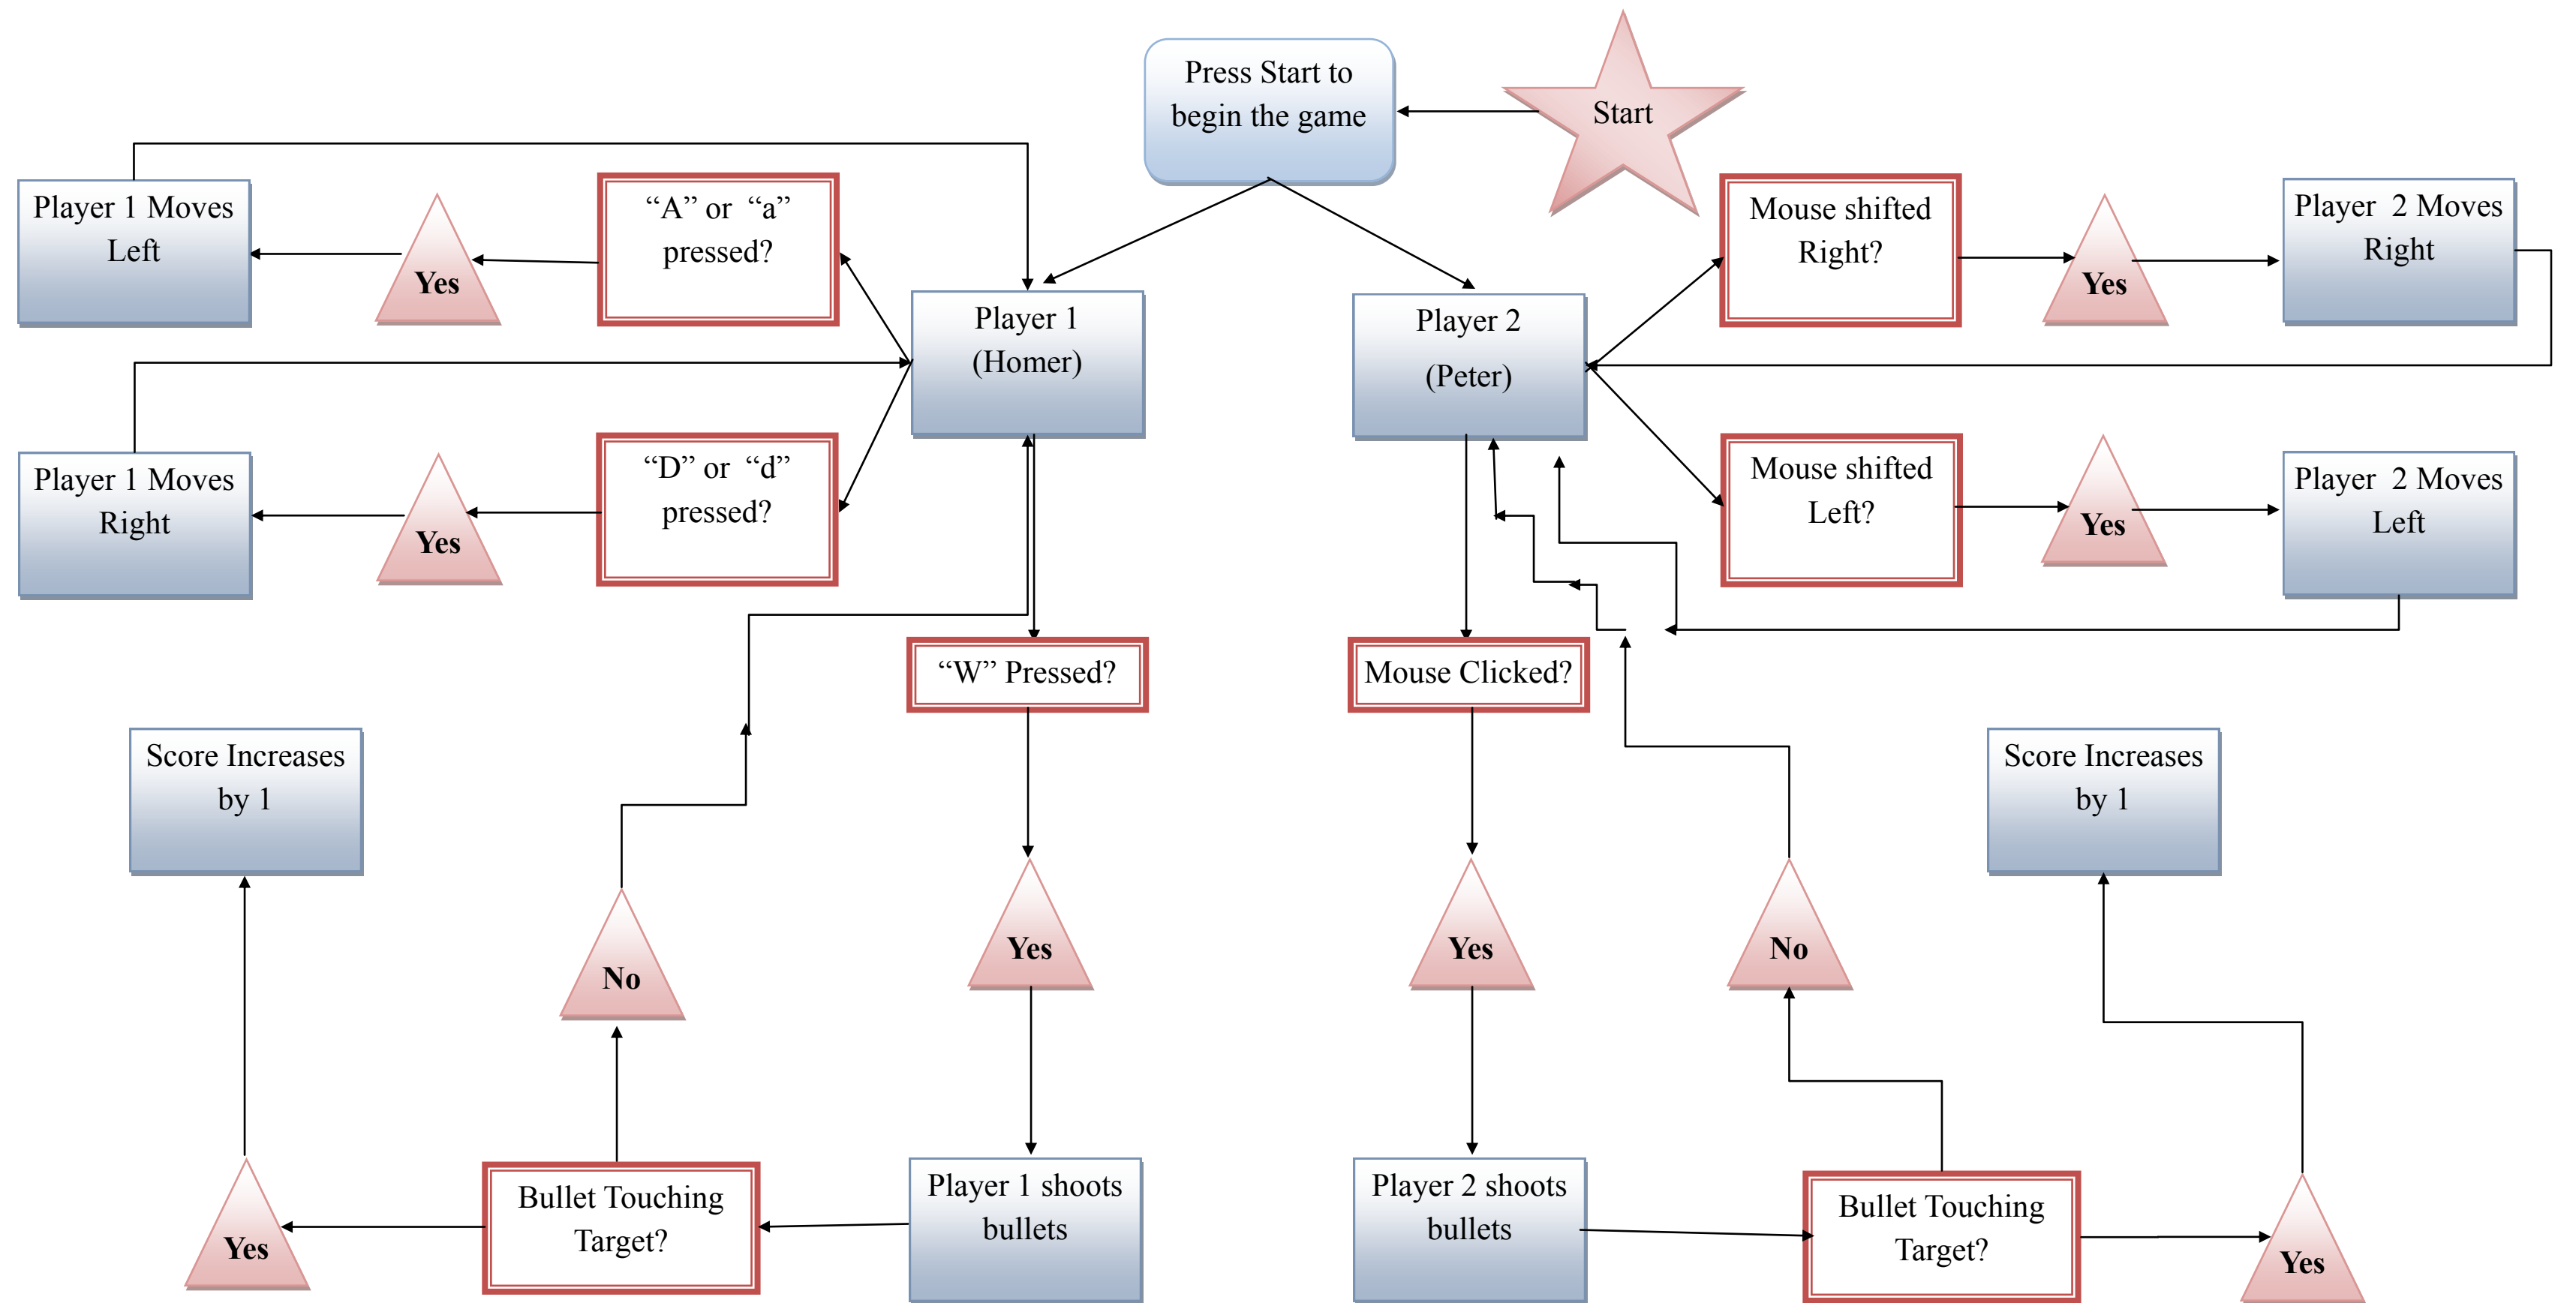 Press Start to
begin the game
Start
Player 1 Moves
Left
Yes
“A” or “a”
pressed?
Player 1
(Homer)
Player 2
(Peter)
Mouse shifted
Right?
Yes
Player 2 Moves
Right
Player 1 Moves
Right
Yes
“D” or “d”
pressed?
Mouse shifted
Left?
Yes
Player 2 Moves
Left
“W” Pressed?
Mouse Clicked?
Score Increases
by 1
Score Increases
by 1
No
Yes
Yes
No
Yes
Bullet Touching
Target?
Player 1 shoots
bullets
Player 2 shoots
bullets
Bullet Touching
Target?
Yes